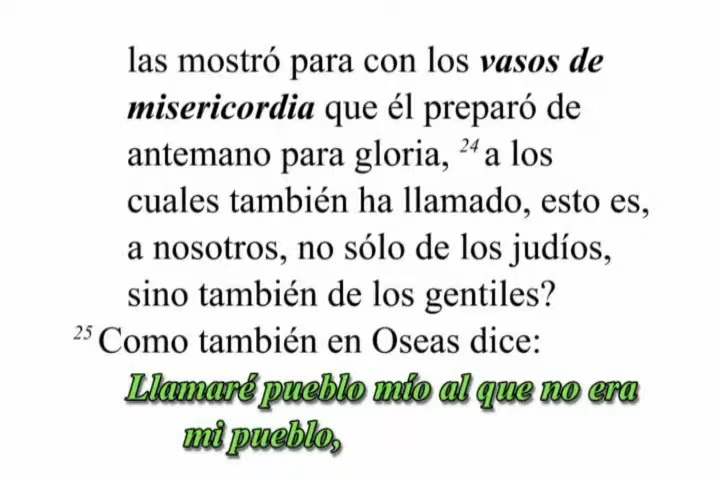 las mostró para con los vasos de
misericordia que él preparó de
antemano para gloria, 24 a los
cuales también ha llamado, esto es,
a nosotros, no sólo de los judíos,
sino también de los gentiles?
25 Como también en Oseas dice:
Llamaré pueblo mío al que no era
mi pueblo,